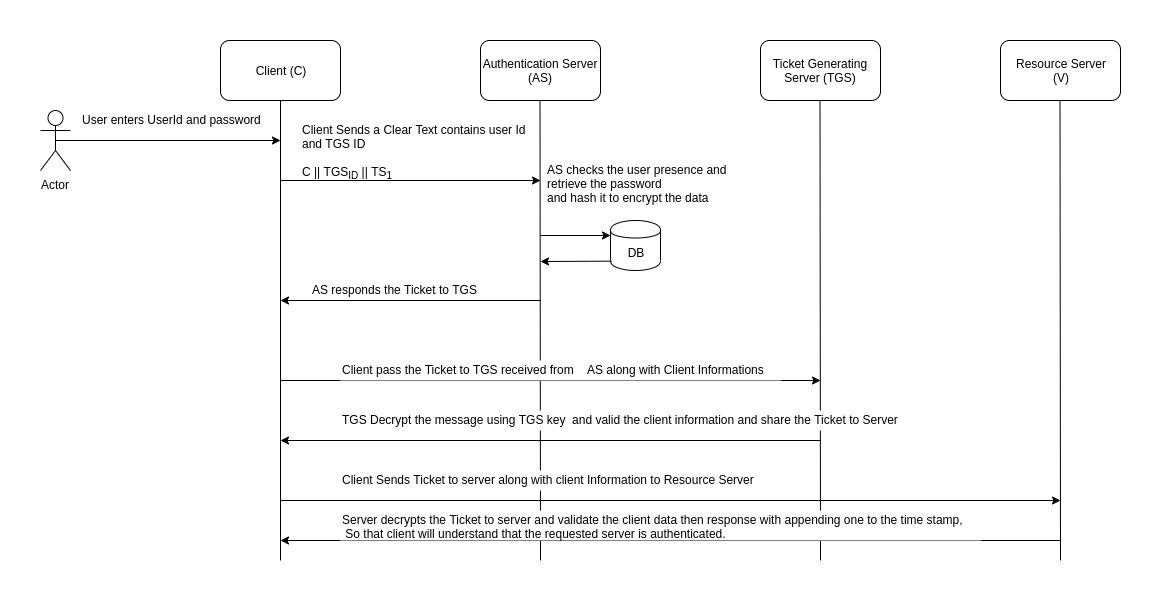 Client (C)
Authentication Server
(AS)
Ticket Generating
Server (TGS)
Resource Server
(V)
User enters UserId and password
Actor
Client Sends a Clear Text contains user Id
and TGS ID
C || TGSID || TS1
AS checks the user presence and
retrieve the password
and hash it to encrypt the data
DB
AS responds the Ticket to TGS
Client pass the Ticket to TGS received from AS along with Client Informations
TGS Decrypt the message using TGS key and valid the client information and share the Ticket to Server
Client Sends Ticket to server along with client Information to Resource Server
Server decrypts the Ticket to server and validate the client data then response with appending one to the time stamp,
So that client will understand that the requested server is authenticated.